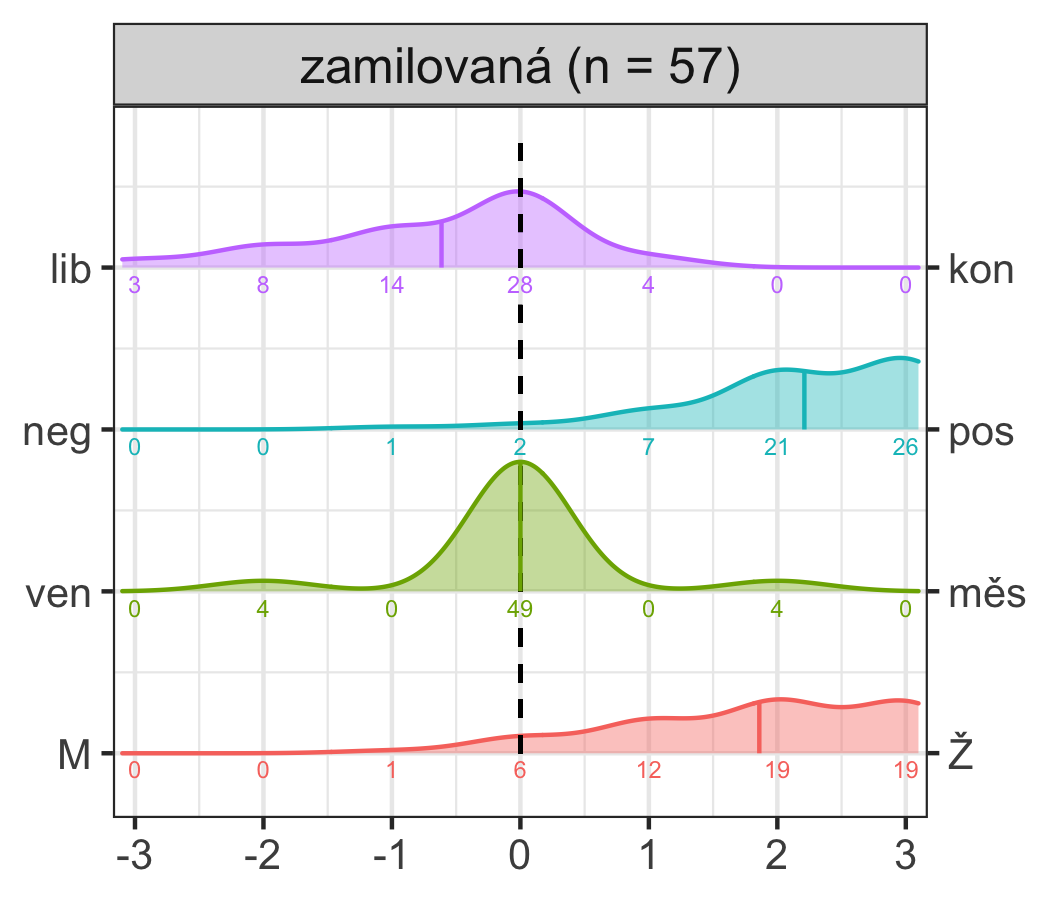 zamilovaná (n = 57)
lib kon
3 8 14 28 4 0 0
neg pos
0 0 1 2 7 21 26
ven měs
0 4 0 49 0 4 0
M Ž
0 0 1 6 12 19 19
-3 -2 -1 0 1 2 3